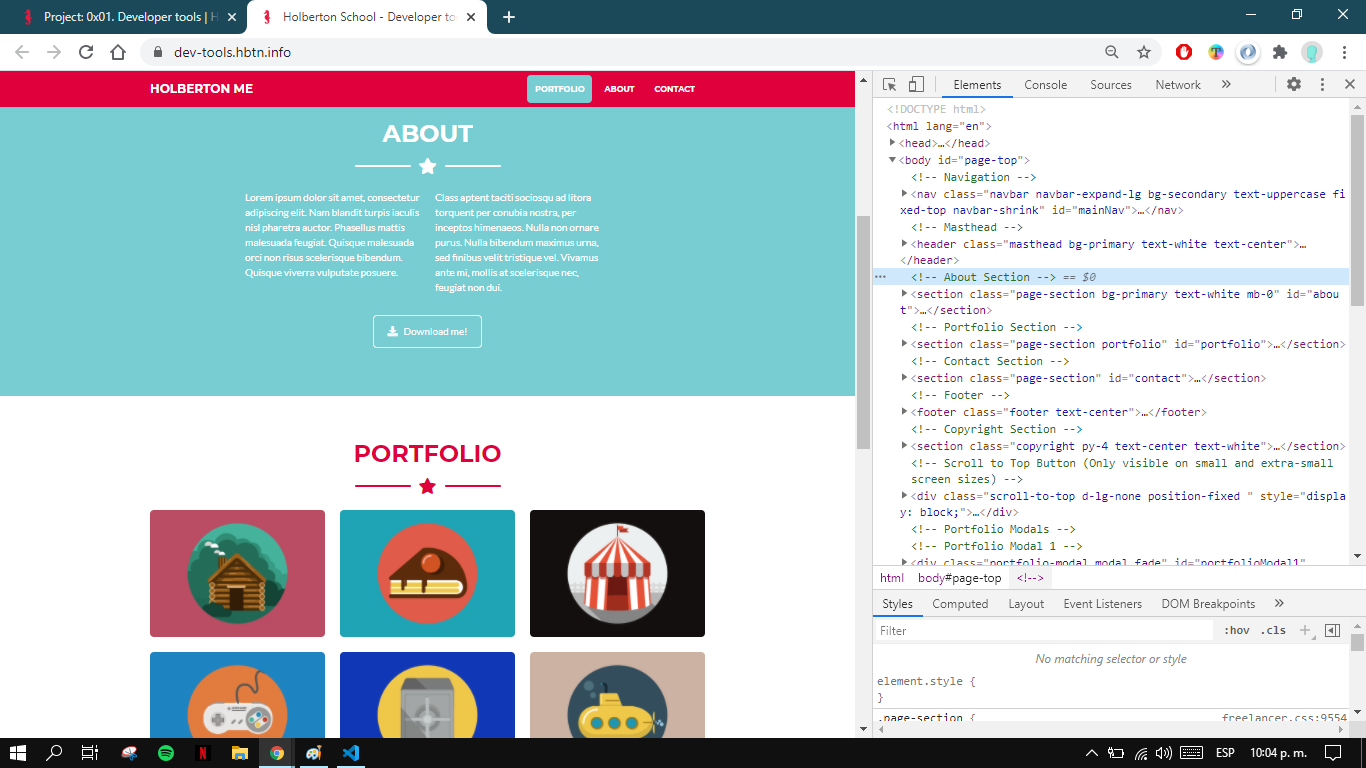 Project: 0x01. Developer tools | H
Holberton School - Developer to
dev-tools.hbtn.info
HOLBERTON ME
PORTFOLIO
ABOUT
CONTACT
ABOUT
Lorem ipsum dolor sit amet, consectetur
adipiscing elit. Nam blandit turpis iaculis
nisl pharetra auctor. Phasellus mattis
malesuada feugiat. Quisque malesuada
orci non risus scelerisque bibendum.
Quisque viverra vulputate posuere.
Class aptent taciti sociosqu ad litora
torquent per conubia nostra, per
inceptos himenaeos. Nulla non ornare
purus. Nulla bibendum maximus urna,
sed finibus velit tristique vel. Vivamus
ante mi, mollis at scelerisque nec,
feugiat non dui.
Download me!
PORTFOLIO
Elements
Console
Sources
Network
»
<!DOCTYPE html>
<html lang="en">
<head>…</head>
<body id="page-top">
<!-- Navigation -->
<nav class="navbar navbar-expand-lg bg-secondary text-uppercase fi
xed-top navbar-shrink" id="mainNav">…</nav>
<!-- Masthead -->
<header class="masthead bg-primary text-white text-center">…
</header>
<!-- About Section --> == $0
<section class="page-section bg-primary text-white mb-0" id="abou
t">…</section>
<!-- Portfolio Section -->
<section class="page-section portfolio" id="portfolio">…</section>
<!-- Contact Section -->
<section class="page-section" id="contact">…</section>
<!-- Footer -->
<footer class="footer text-center">…</footer>
<!-- Copyright Section -->
<section class="copyright py-4 text-center text-white">…</section>
<!-- Scroll to Top Button (Only visible on small and extra-small
screen sizes) -->
<div class="scroll-to-top d-lg-none position-fixed " style="displa
y: block;">…</div>
<!-- Portfolio Modals -->
<!-- Portfolio Modal 1 -->
<div class="portfolio-modal modal fade" id="portfolioModal1"
html body#page-top <!-->
Styles
Computed
Layout
Event Listeners
DOM Breakpoints
»
Filter
:hov .cls
No matching selector or style
element.style {
}
.page-section {
freelancer.css:9554
ESP
10:04 p. m.